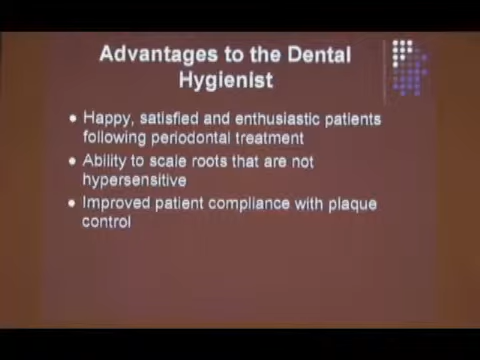 Advantages to the Dental
Hygienist
• Happy, satisfied and enthusiastic patients
following periodontal treatment
• Ability to scale roots that are not
hypersensitive
• Improved patient compliance with plaque
control